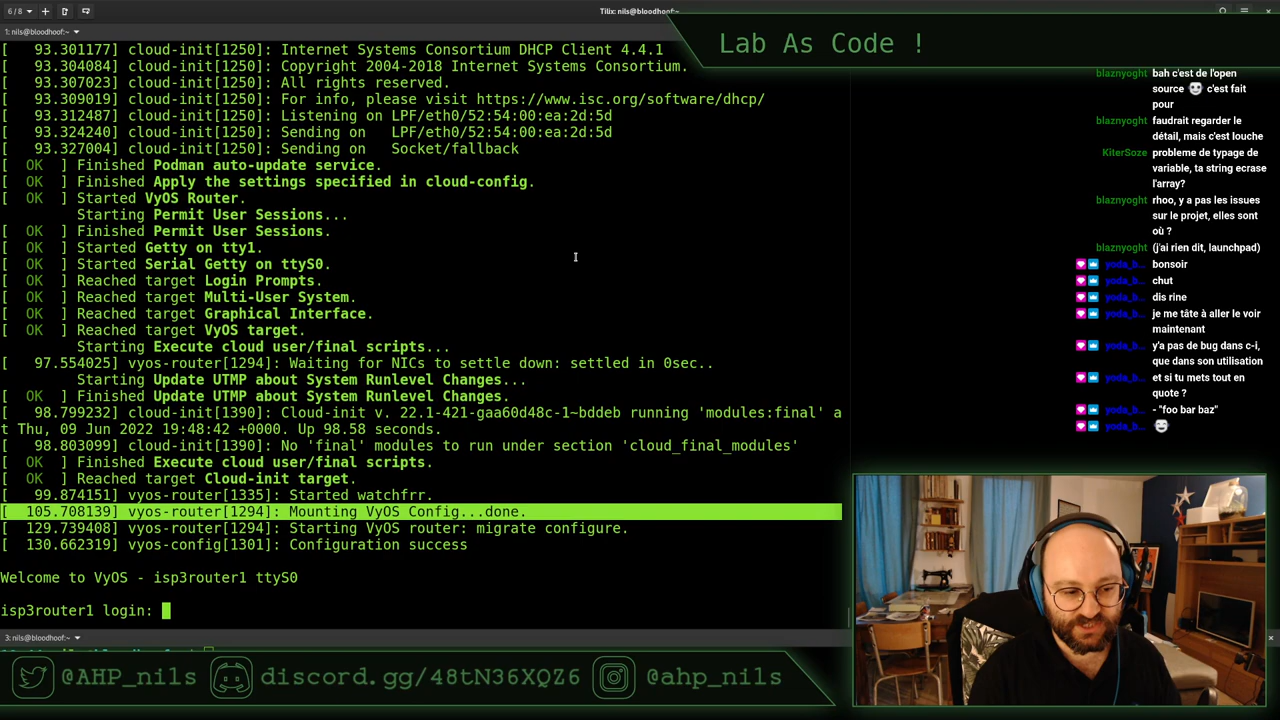 6 / 8
Tilix: nils@bloodhoof:~
1: nils@bloodhoof:~
Lab As Code !
[   93.301177] cloud-init[1250]: Internet Systems Consortium DHCP Client 4.4.1
[   93.304084] cloud-init[1250]: Copyright 2004-2018 Internet Systems Consortium.
[   93.307023] cloud-init[1250]: All rights reserved.
[   93.309019] cloud-init[1250]: For info, please visit https://www.isc.org/software/dhcp/
[   93.312487] cloud-init[1250]: Listening on LPF/eth0/52:54:00:ea:2d:5d
[   93.324240] cloud-init[1250]: Sending on   LPF/eth0/52:54:00:ea:2d:5d
[   93.327004] cloud-init[1250]: Sending on   Socket/fallback
[  OK  ] Finished Podman auto-update service.
[  OK  ] Finished Apply the settings specified in cloud-config.
[  OK  ] Started VyOS Router.
Starting Permit User Sessions...
[  OK  ] Finished Permit User Sessions.
[  OK  ] Started Getty on tty1.
[  OK  ] Started Serial Getty on ttyS0.
[  OK  ] Reached target Login Prompts.
[  OK  ] Reached target Multi-User System.
[  OK  ] Reached target Graphical Interface.
[  OK  ] Reached target VyOS target.
Starting Execute cloud user/final scripts...
[   97.554025] vyos-router[1294]: Waiting for NICs to settle down: settled in 0sec..
Starting Update UTMP about System Runlevel Changes...
[  OK  ] Finished Update UTMP about System Runlevel Changes.
[   98.799232] cloud-init[1390]: Cloud-init v. 22.1-421-gaa60d48c-1~bddeb running 'modules:final' a
t Thu, 09 Jun 2022 19:48:42 +0000. Up 98.58 seconds.
[   98.803099] cloud-init[1390]: No 'final' modules to run under section 'cloud_final_modules'
[  OK  ] Finished Execute cloud user/final scripts.
[  OK  ] Reached target Cloud-init target.
[   99.874151] vyos-router[1335]: Started watchfrr.
[  105.708139] vyos-router[1294]: Mounting VyOS Config...done.
[  129.739408] vyos-router[1294]: Starting VyOS router: migrate configure.
[  130.662319] vyos-config[1301]: Configuration success
Welcome to VyOS - isp3router1 ttyS0
isp3router1 login:
3: nils@bloodhoof:~
blaznyoght bah c'est de l'open
source 💀 c'est fait
pour
blaznyoght faudrait regarder le
détail, mais c'est louche
KiterSoze probleme de typage de
variable, ta string ecrase
l'array?
blaznyoght rhoo, y a pas les issues
sur le projet, elles sont
où ?
blaznyoght (j'ai rien dit, launchpad)
yoda_b... bonsoir
yoda_b... chut
yoda_b... dis rine
yoda_b... je me tâte à aller le voir
maintenant
yoda_b... y'a pas de bug dans c-i,
que dans son utilisation
yoda_b... et si tu mets tout en
quote ?
yoda_b... - "foo bar baz"
yoda_b...
@AHP_nils
discord.gg/48tN36XQZ6
@ahp_nils